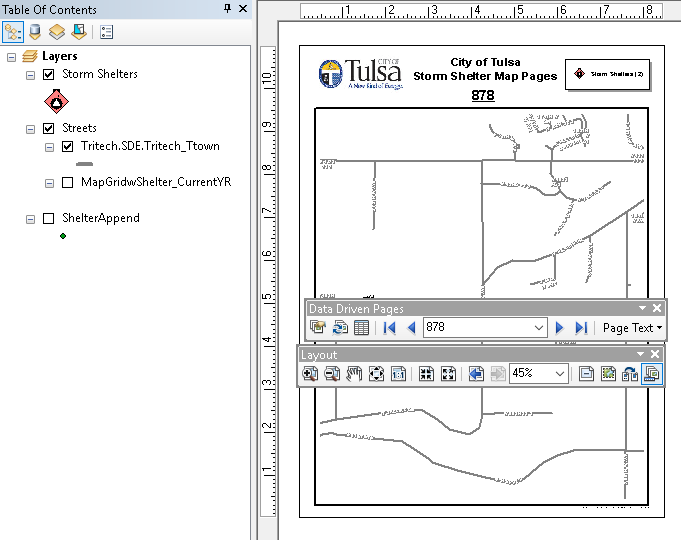 Table Of Contents
Layers
Storm Shelters
Streets
Tritech.SDE.Tritech_Ttown
MapGridwShelter_CurrentYR
ShelterAppend
1 2 3 4 5 6 7 8
10
9
8
7
6
5
4
3
2
1
CITY OF
Tulsa
A New Kind of Energy.
City of Tulsa
Storm Shelter Map Pages
878
Storm Shelters (2)
Data Driven Pages
878
Page Text
Layout
1:1
45%